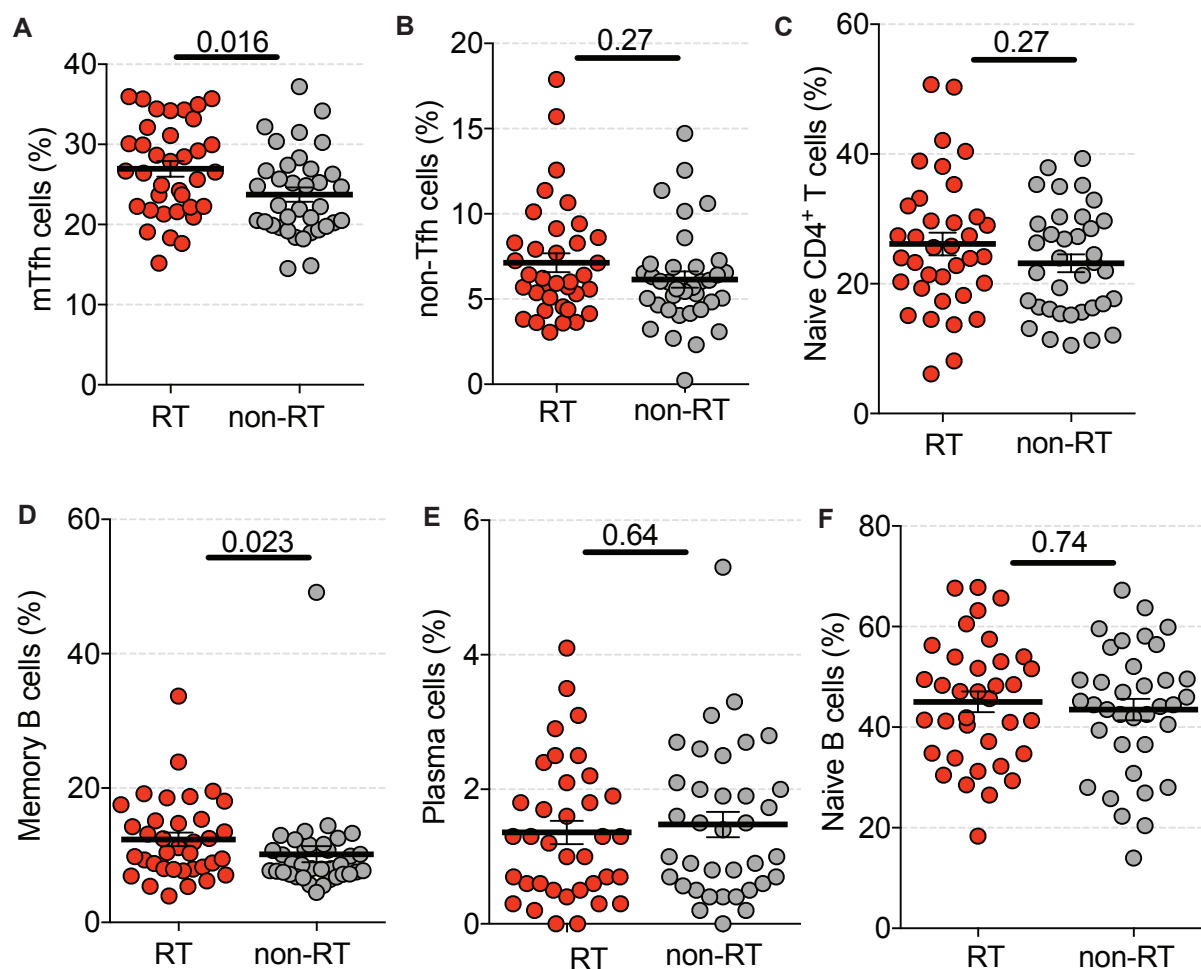 A
0.016
mTfh cells (%)
40
30
20
10
0
RT non-RT
B
0.27
non-Tfh cells (%)
20
15
10
5
0
RT non-RT
C
0.27
Naive CD4⁺ T cells (%)
60
40
20
0
RT non-RT
D
0.023
Memory B cells (%)
60
40
20
0
RT non-RT
E
0.64
Plasma cells (%)
6
4
2
0
RT non-RT
F
0.74
Naive B cells (%)
80
60
40
20
0
RT non-RT